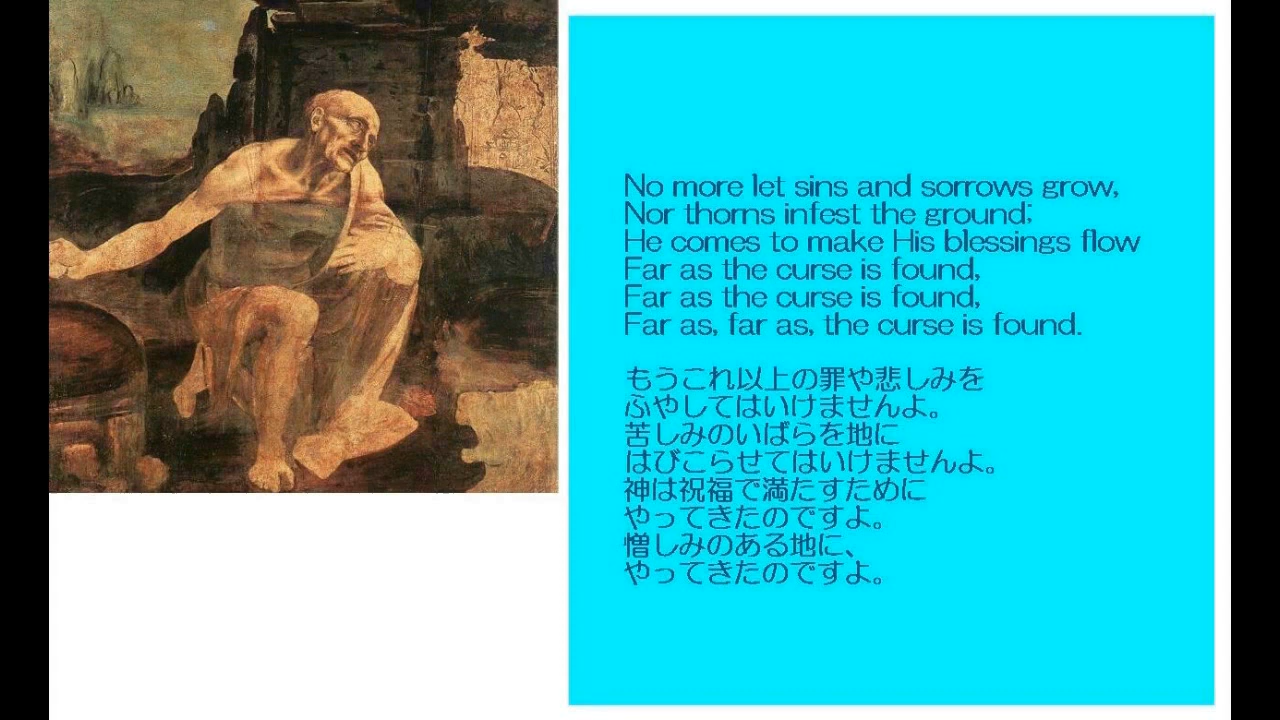 No more let sins and sorrows grow,
Nor thorns infest the ground;
He comes to make His blessings flow
Far as the curse is found,
Far as the curse is found,
Far as, far as, the curse is found.
もうこれ以上の罪や悲しみを
ふやしてはいけませんよ。
苦しみのいばらを地に
はびこらせてはいけませんよ。
神は祝福で満たすために
やってきたのですよ。
憎しみのある地に、
やってきたのですよ。